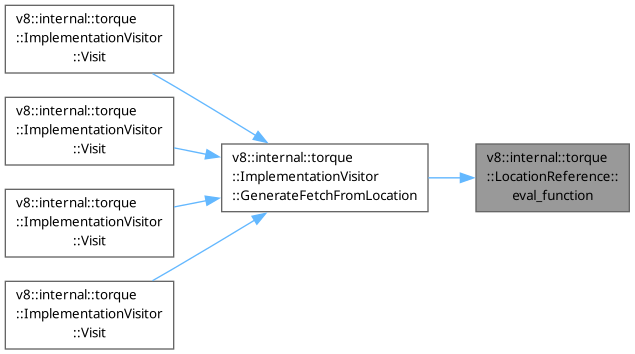 v8::internal::torque
::ImplementationVisitor
::Visit
v8::internal::torque
::ImplementationVisitor
::Visit
v8::internal::torque
::ImplementationVisitor
::Visit
v8::internal::torque
::ImplementationVisitor
::Visit
v8::internal::torque
::ImplementationVisitor
::GenerateFetchFromLocation
v8::internal::torque
::LocationReference::
eval_function